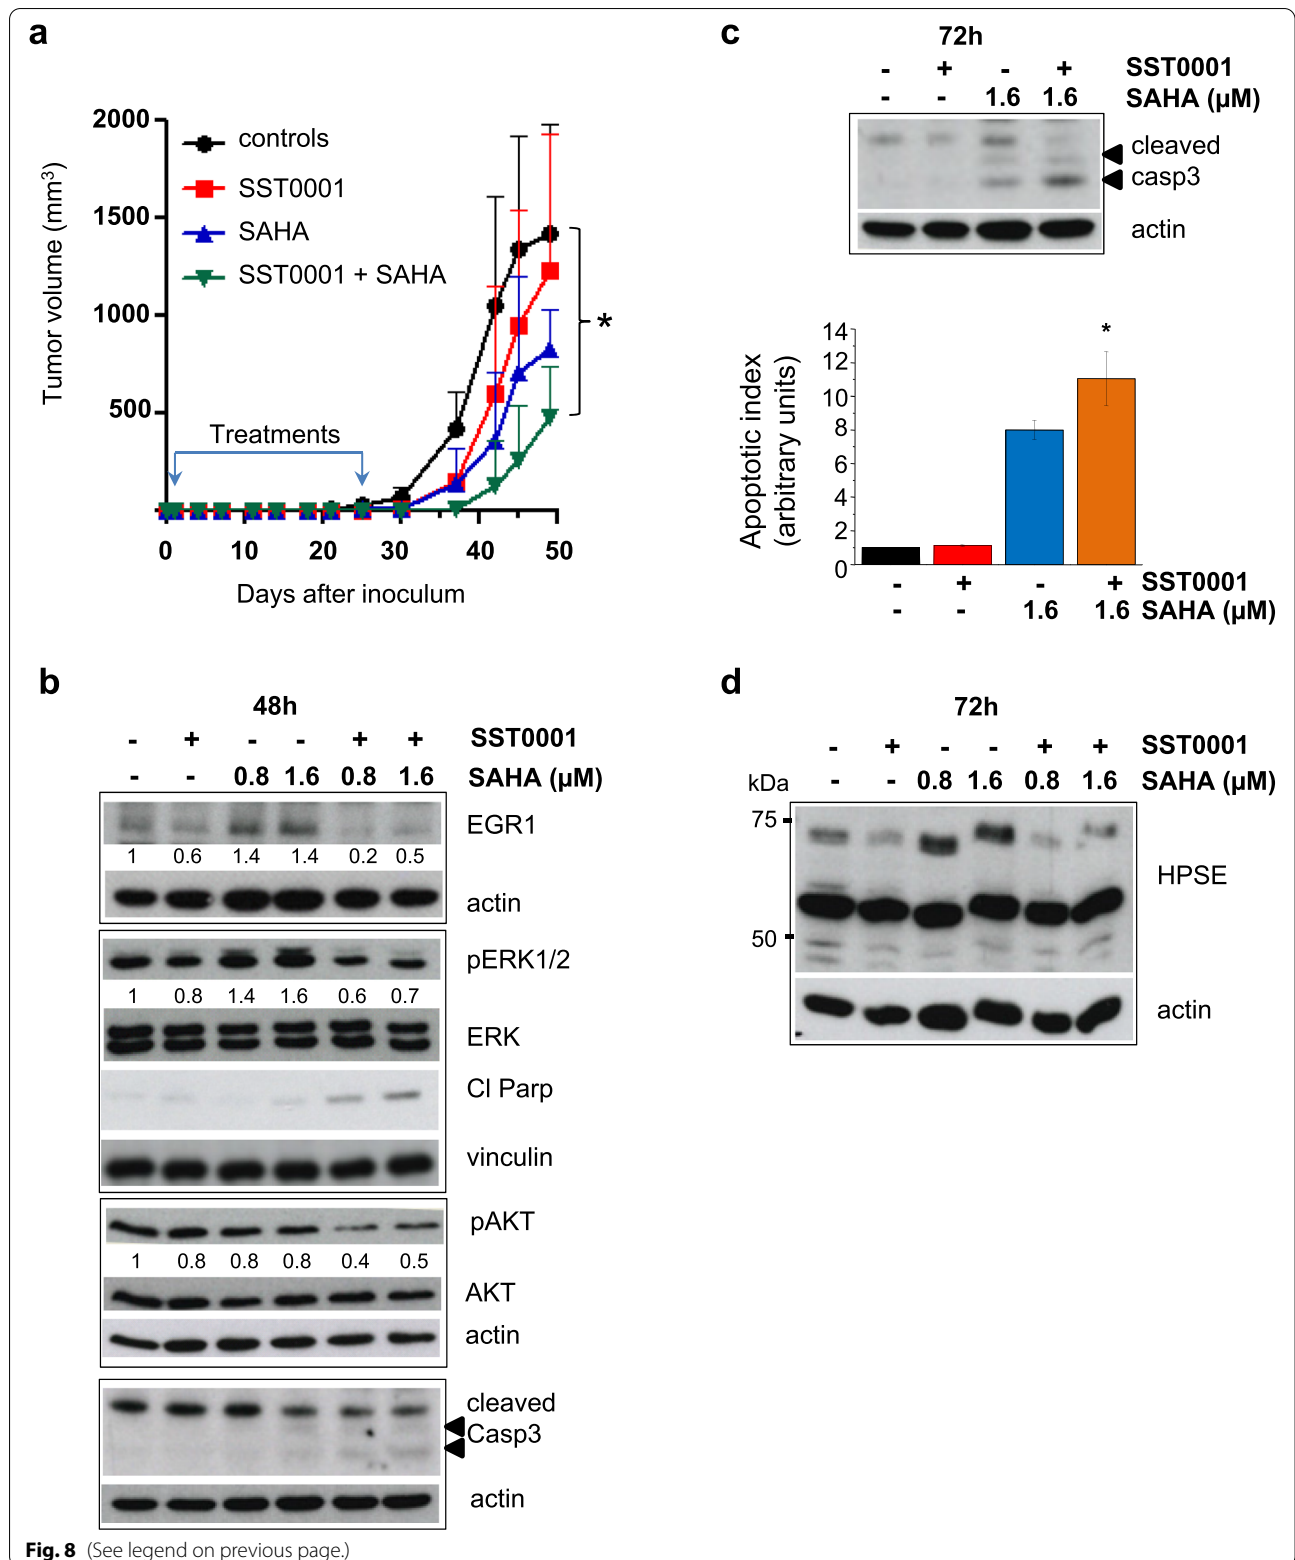 a
2000
1500
1000
500
Tumor volume (mm³)
controls
SST0001
SAHA
SST0001 + SAHA
Treatments
*
0 10 20 30 40 50
Days after inoculum
b
48h
- + - - + + SST0001
- - 0.8 1.6 0.8 1.6 SAHA (µM)
EGR1
1 0.6 1.4 1.4 0.2 0.5
actin
pERK1/2
1 0.8 1.4 1.6 0.6 0.7
ERK
Cl Parp
vinculin
pAKT
1 0.8 0.8 0.8 0.4 0.5
AKT
actin
cleaved
Casp3
actin
c
72h
- + - + SST0001
- - 1.6 1.6 SAHA (µM)
cleaved
casp3
actin
Apoptotic index
(arbitrary units)
14
12
10
8
6
4
2
0
*
- + - + SST0001
- - 1.6 1.6 SAHA (µM)
d
72h
- + - - + + SST0001
kDa - - 0.8 1.6 0.8 1.6 SAHA (µM)
75
HPSE
50
actin
Fig. 8 (See legend on previous page.)